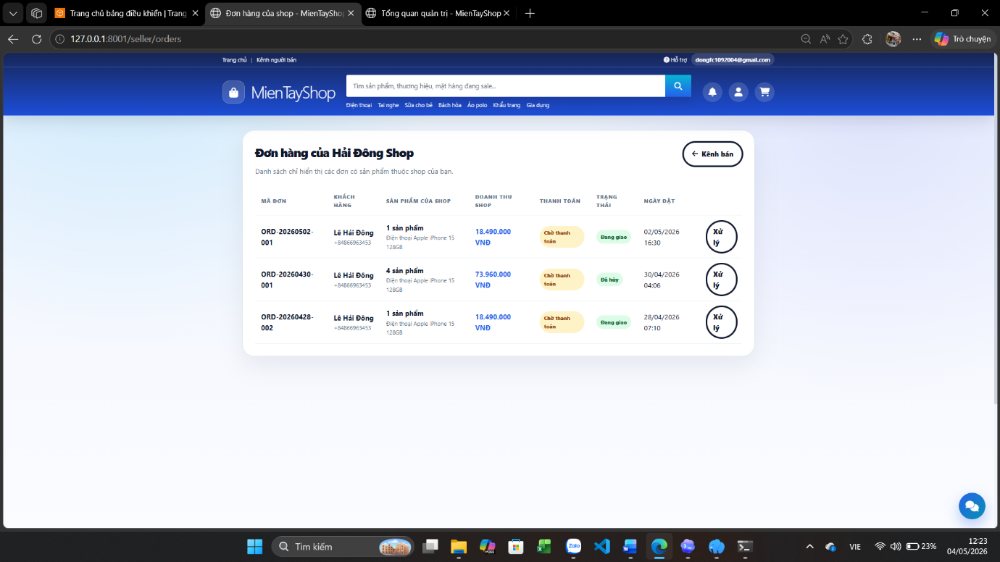 Trang chủ bảng điều khiển | Trang
Đơn hàng của shop - MienTayShop
Tổng quan quản trị - MienTayShop
127.0.0.1:8001/seller/orders
Trò chuyện
Trang chủ | Kênh người bán
Hỗ trợ
dongfc1092004@gmail.com
MienTayShop
Tìm sản phẩm, thương hiệu, mặt hàng đang sale...
Điện thoại Tai nghe Sữa cho bé Bách hóa Áo polo Khẩu trang Gia dụng
Đơn hàng của Hải Đông Shop
← Kênh bán
Danh sách chỉ hiển thị các đơn có sản phẩm thuộc shop của bạn.
MÃ ĐƠN
KHÁCH
HÀNG
SẢN PHẨM CỦA SHOP
DOANH THU
SHOP
THANH TOÁN
TRẠNG
THÁI
NGÀY ĐẶT
ORD-20260502-
001
Lê Hải Đông
+84866963453
1 sản phẩm
Điện thoại Apple iPhone 15
128GB
18.490.000
VNĐ
Chờ thanh
toán
Đang giao
02/05/2026
16:30
Xử
lý
ORD-20260430-
001
Lê Hải Đông
+84866963453
4 sản phẩm
Điện thoại Apple iPhone 15
128GB
73.960.000
VNĐ
Chờ thanh
toán
Đã hủy
30/04/2026
04:06
Xử
lý
ORD-20260428-
002
Lê Hải Đông
+84866963453
1 sản phẩm
Điện thoại Apple iPhone 15
128GB
18.490.000
VNĐ
Chờ thanh
toán
Đang giao
28/04/2026
07:10
Xử
lý
Tìm kiếm
M365
Zalo
VIE
23%
12:23
04/05/2026